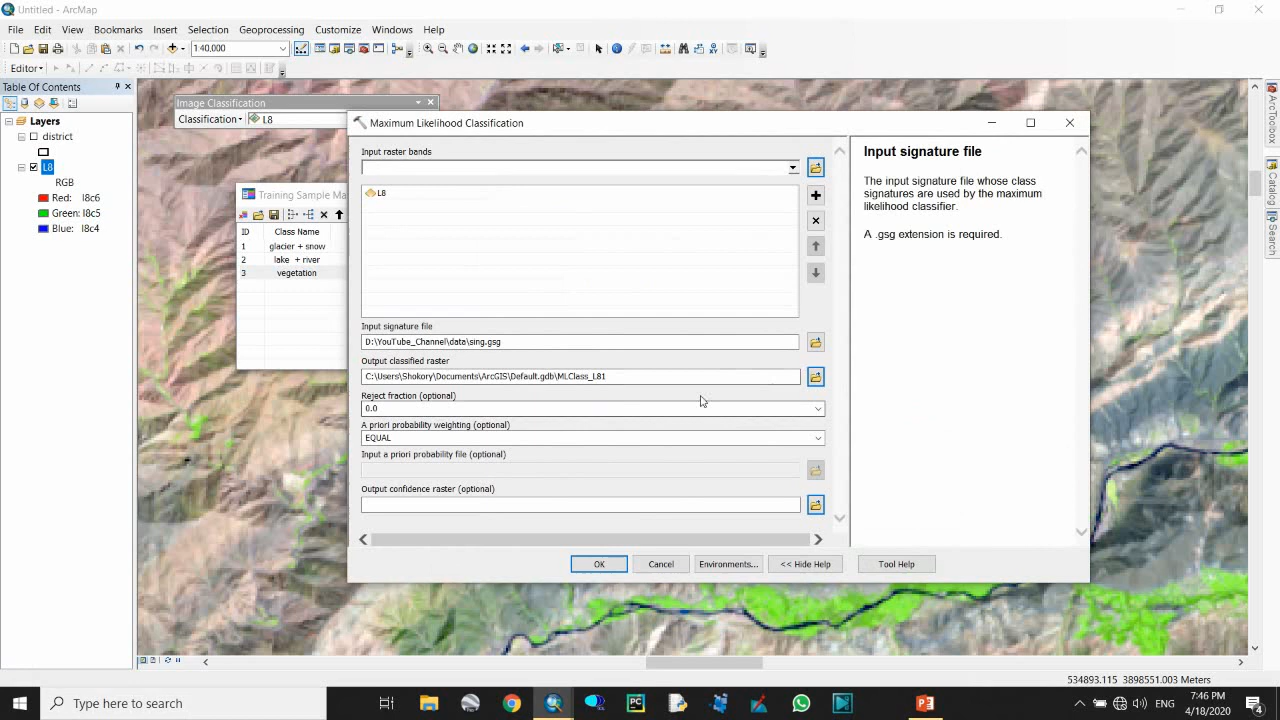 Untitled - ArcMap
File Edit View Bookmarks Insert Selection Geoprocessing Customize Windows Help
1:40,000
Editor
Table Of Contents
Layers
district
L8
RGB
Red: l8c6
Green: l8c5
Blue: l8c4
Image Classification
Classification L8
Training Sample Ma
ID Class Name
1 glacier + snow
2 lake + river
3 vegetation
Maximum Likelihood Classification
Input raster bands
L8
Input signature file
D:\YouTube_Channel\data\sing.gsg
Output classified raster
C:\Users\Shokory\Documents\ArcGIS\Default.gdb\MLClass_L81
Reject fraction (optional)
0.0
A priori probability weighting (optional)
EQUAL
Input a priori probability file (optional)
Output confidence raster (optional)
OK Cancel Environments... << Hide Help Tool Help
Input signature file
The input signature file whose class
signatures are used by the maximum
likelihood classifier.
A .gsg extension is required.
ArcToolbox
Catalog
Search
534893.115 3898551.003 Meters
Type here to search
PC
ENG
7:46 PM
4/18/2020
4